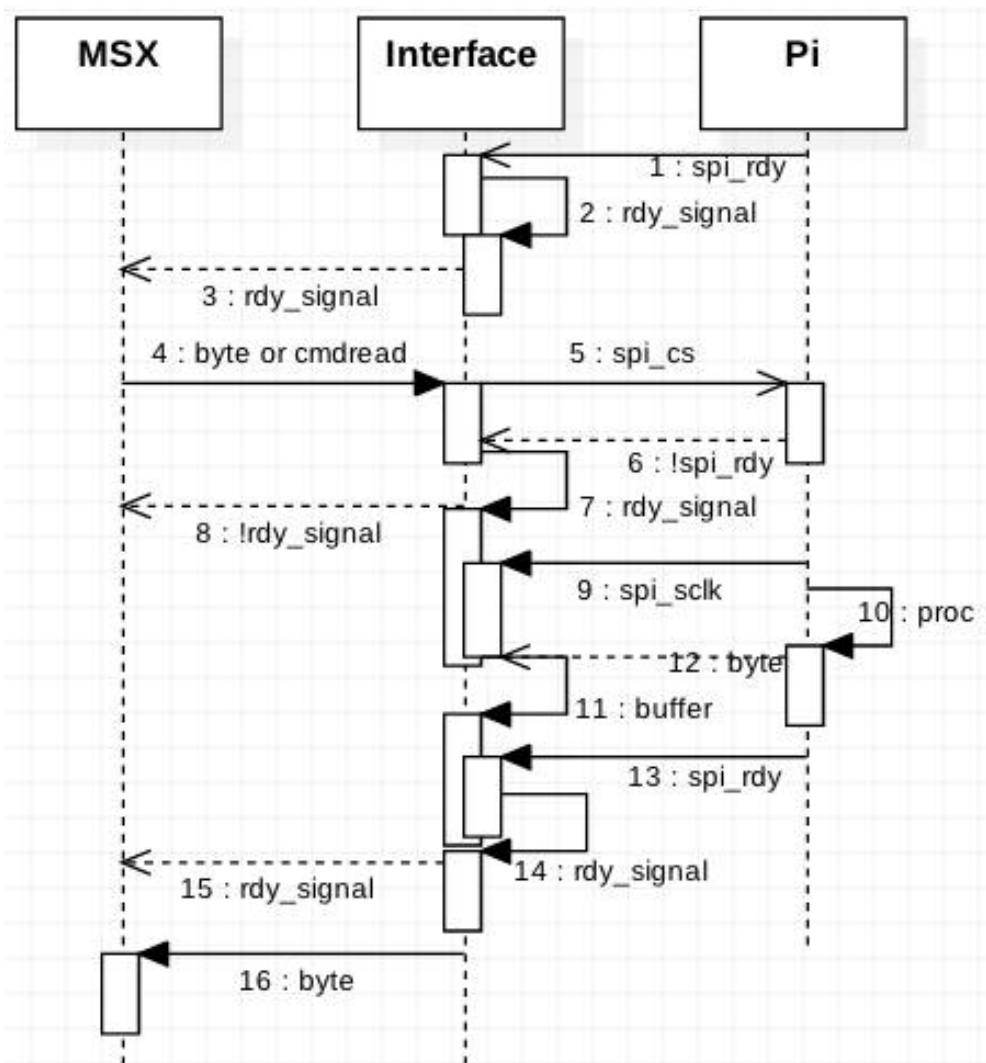 MSX
Interface
Pi
1 : spi_rdy
2 : rdy_signal
3 : rdy_signal
4 : byte or cmdread
5 : spi_cs
6 : !spi_rdy
7 : rdy_signal
8 : !rdy_signal
9 : spi_sclk
10 : proc
12 : byte
11 : buffer
13 : spi_rdy
14 : rdy_signal
15 : rdy_signal
16 : byte